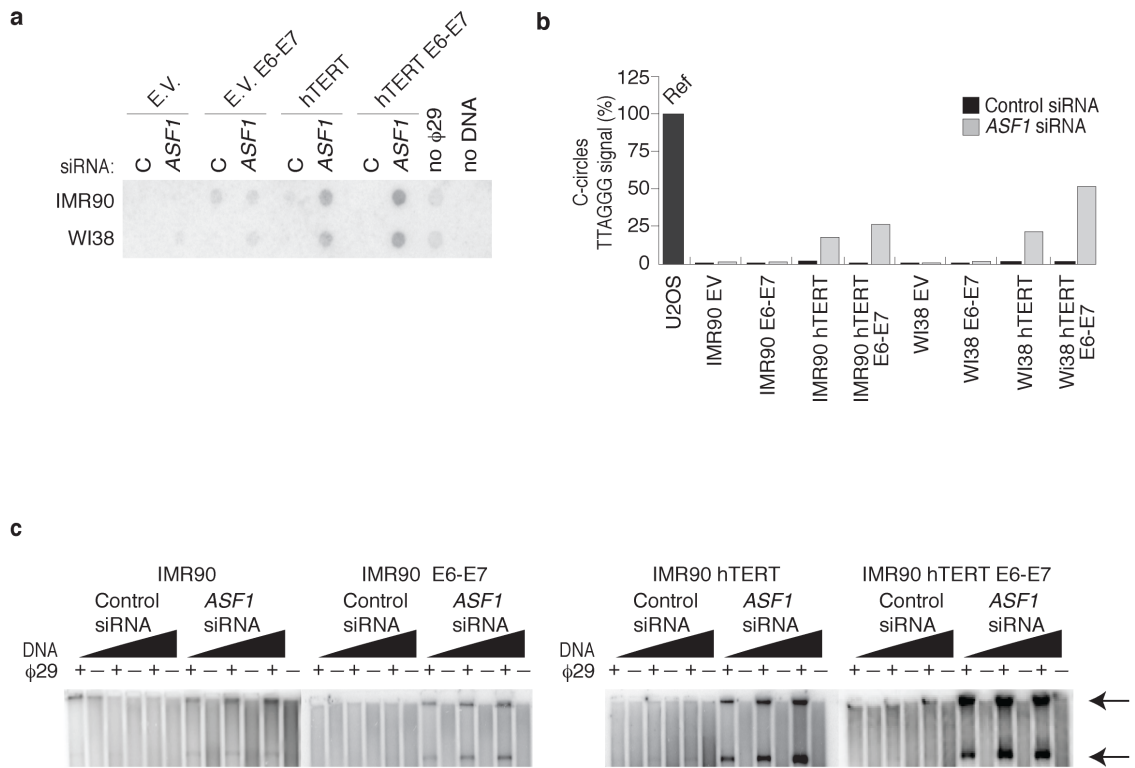 a
E.V.
E.V. E6-E7
hTERT
hTERT E6-E7
siRNA:
C
ASF1
C
ASF1
C
ASF1
C
ASF1
no ϕ29
no DNA
IMR90
WI38
b
C-circles
TTAGGG signal (%)
125
100
75
50
25
0
Ref
Control siRNA
ASF1 siRNA
U2OS
IMR90 EV
IMR90 E6-E7
IMR90 hTERT
IMR90 hTERT
E6-E7
WI38 EV
WI38 E6-E7
WI38 hTERT
Wi38 hTERT
E6-E7
c
IMR90 IMR90 E6-E7 IMR90 hTERT IMR90 hTERT E6-E7
Control ASF1 Control ASF1 Control ASF1 Control ASF1
siRNA siRNA siRNA siRNA siRNA siRNA siRNA siRNA
DNA DNA
ϕ29 + – + – + – + – + – + – + – + – + – + – + – + – ϕ29 + – + – + – + – + – + – + – + – + – + – + – + –